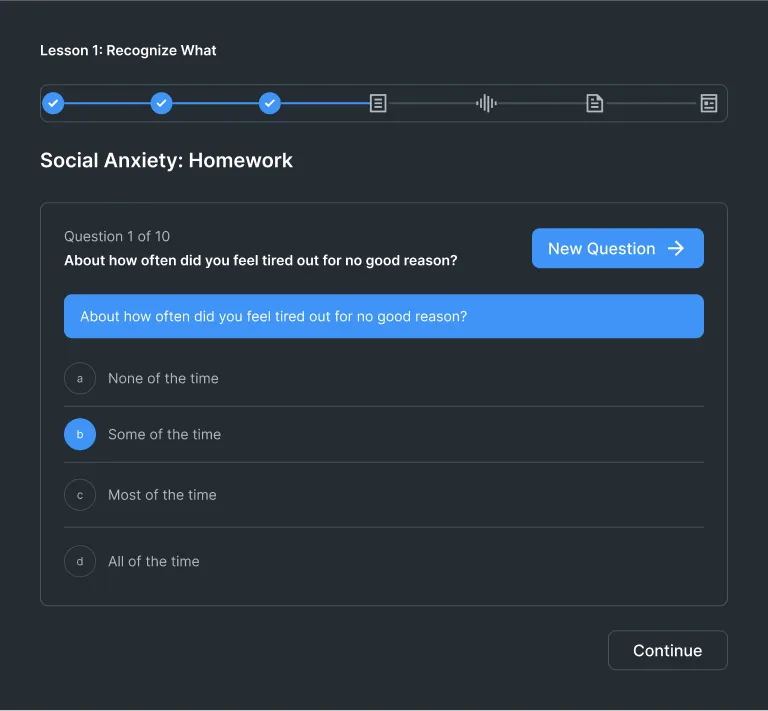 Lesson 1: Recognize What
Social Anxiety: Homework
Question 1 of 10
About how often did you feel tired out for no good reason?
New Question
About how often did you feel tired out for no good reason?
a None of the time
b Some of the time
c Most of the time
d All of the time
Continue